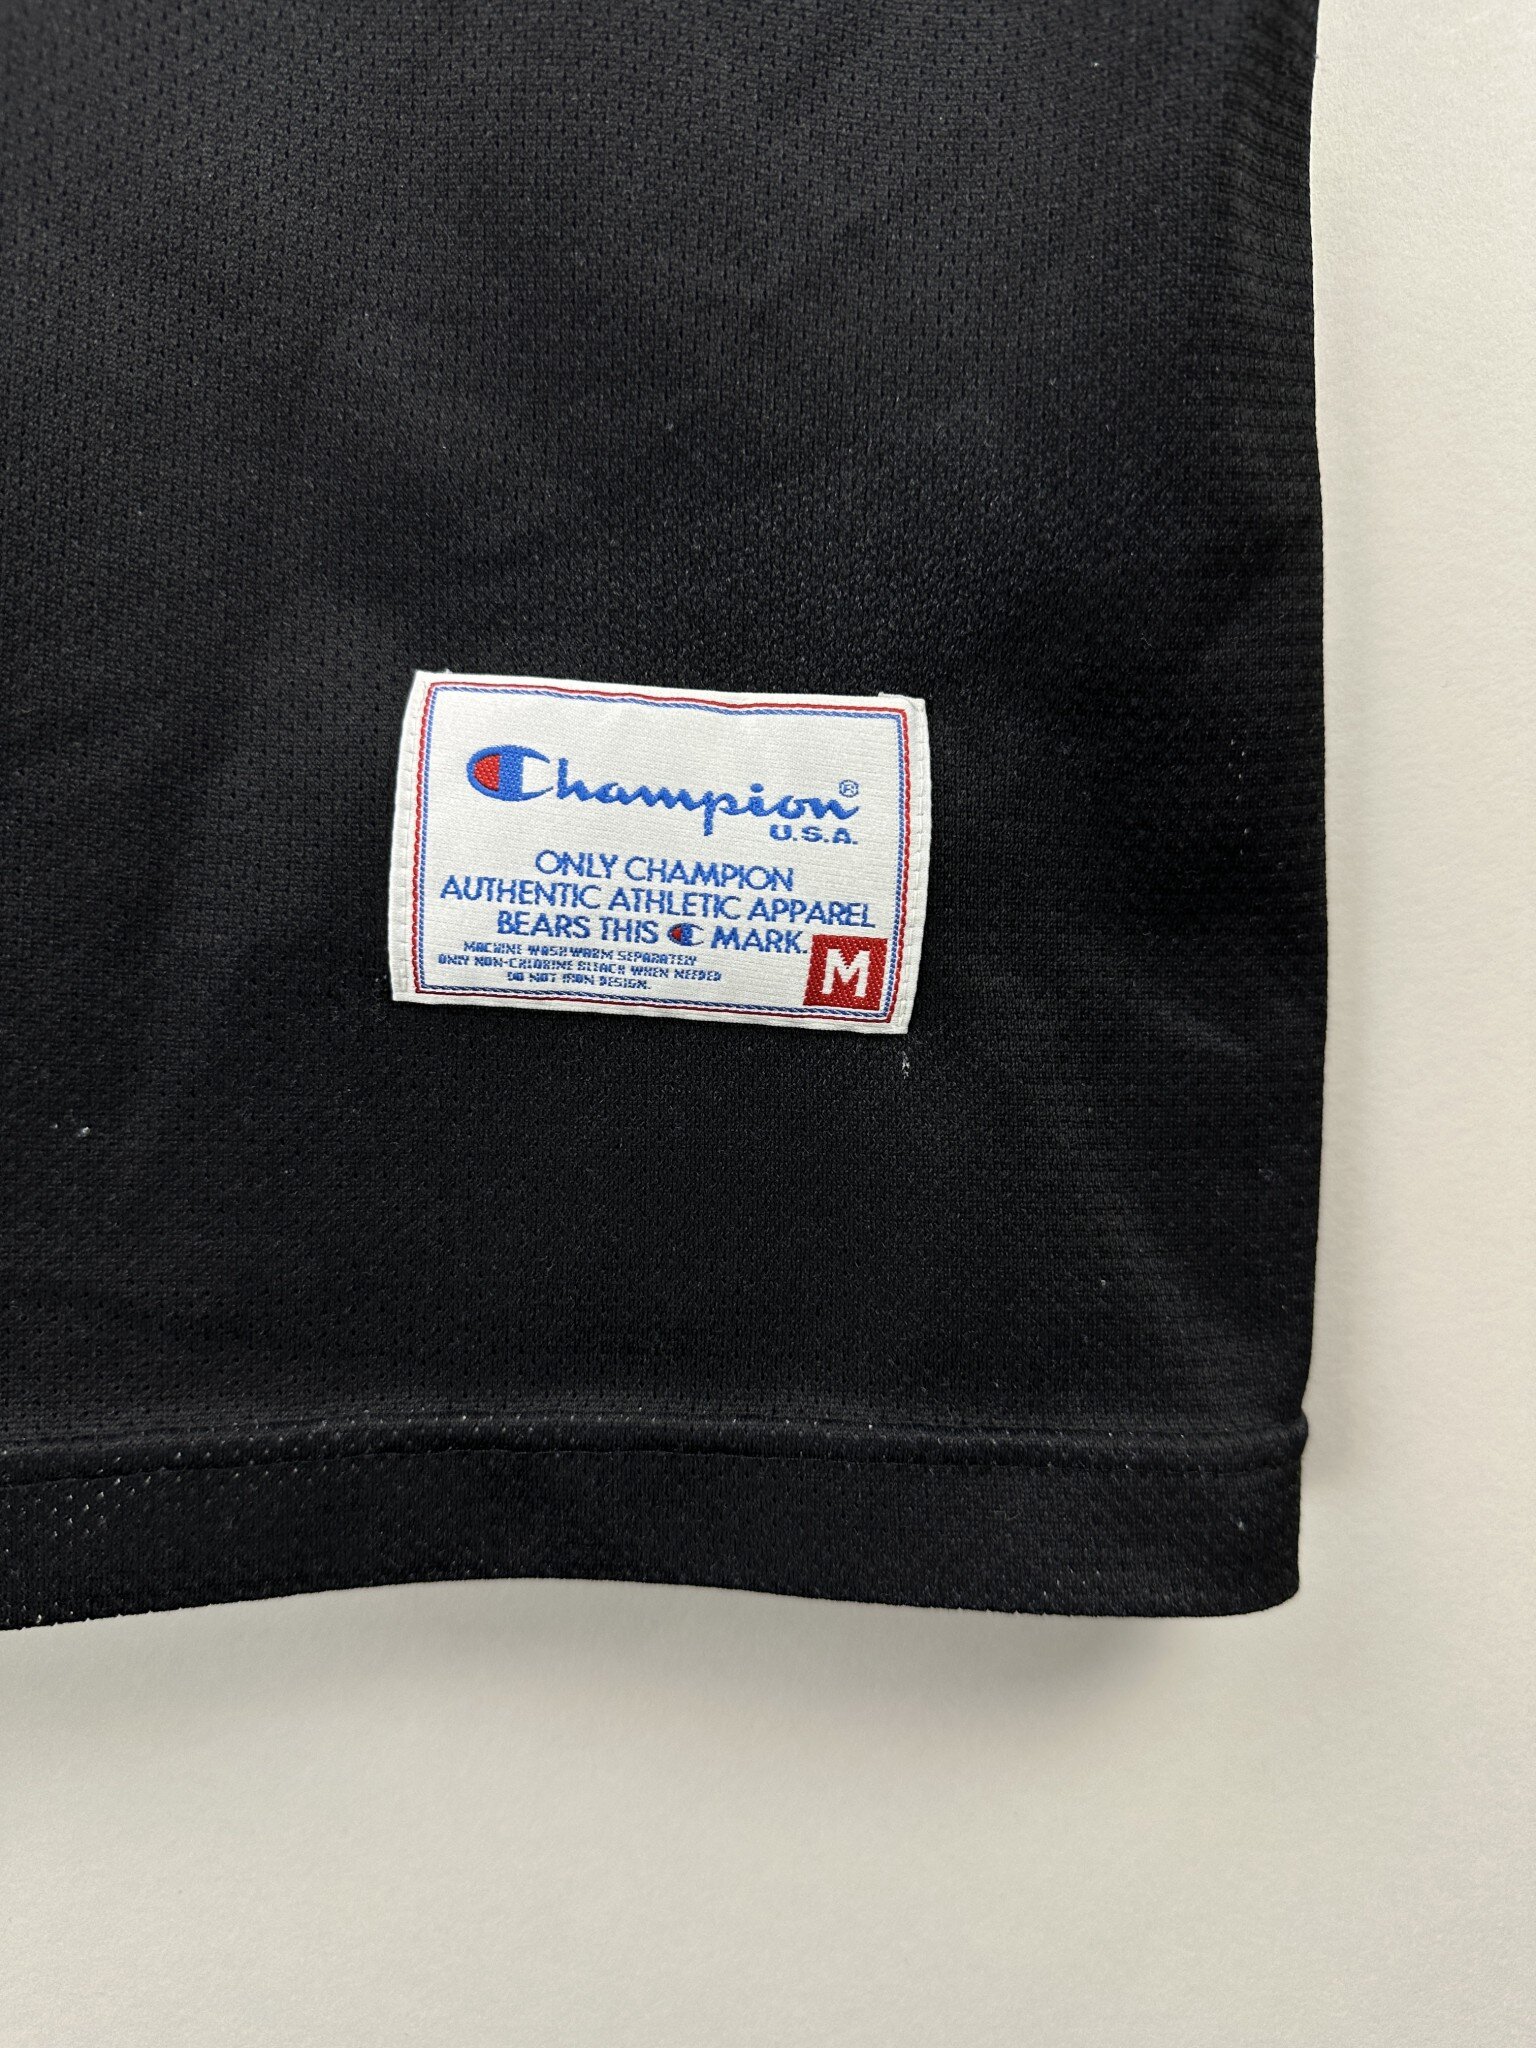 Champion®
U.S.A.
ONLY CHAMPION
AUTHENTIC ATHLETIC APPAREL
BEARS THIS C MARK.
MACHINE WASH WARM SEPARATELY
ONLY NON-CHLORINE BLEACH WHEN NEEDED
DO NOT IRON DESIGN.
M